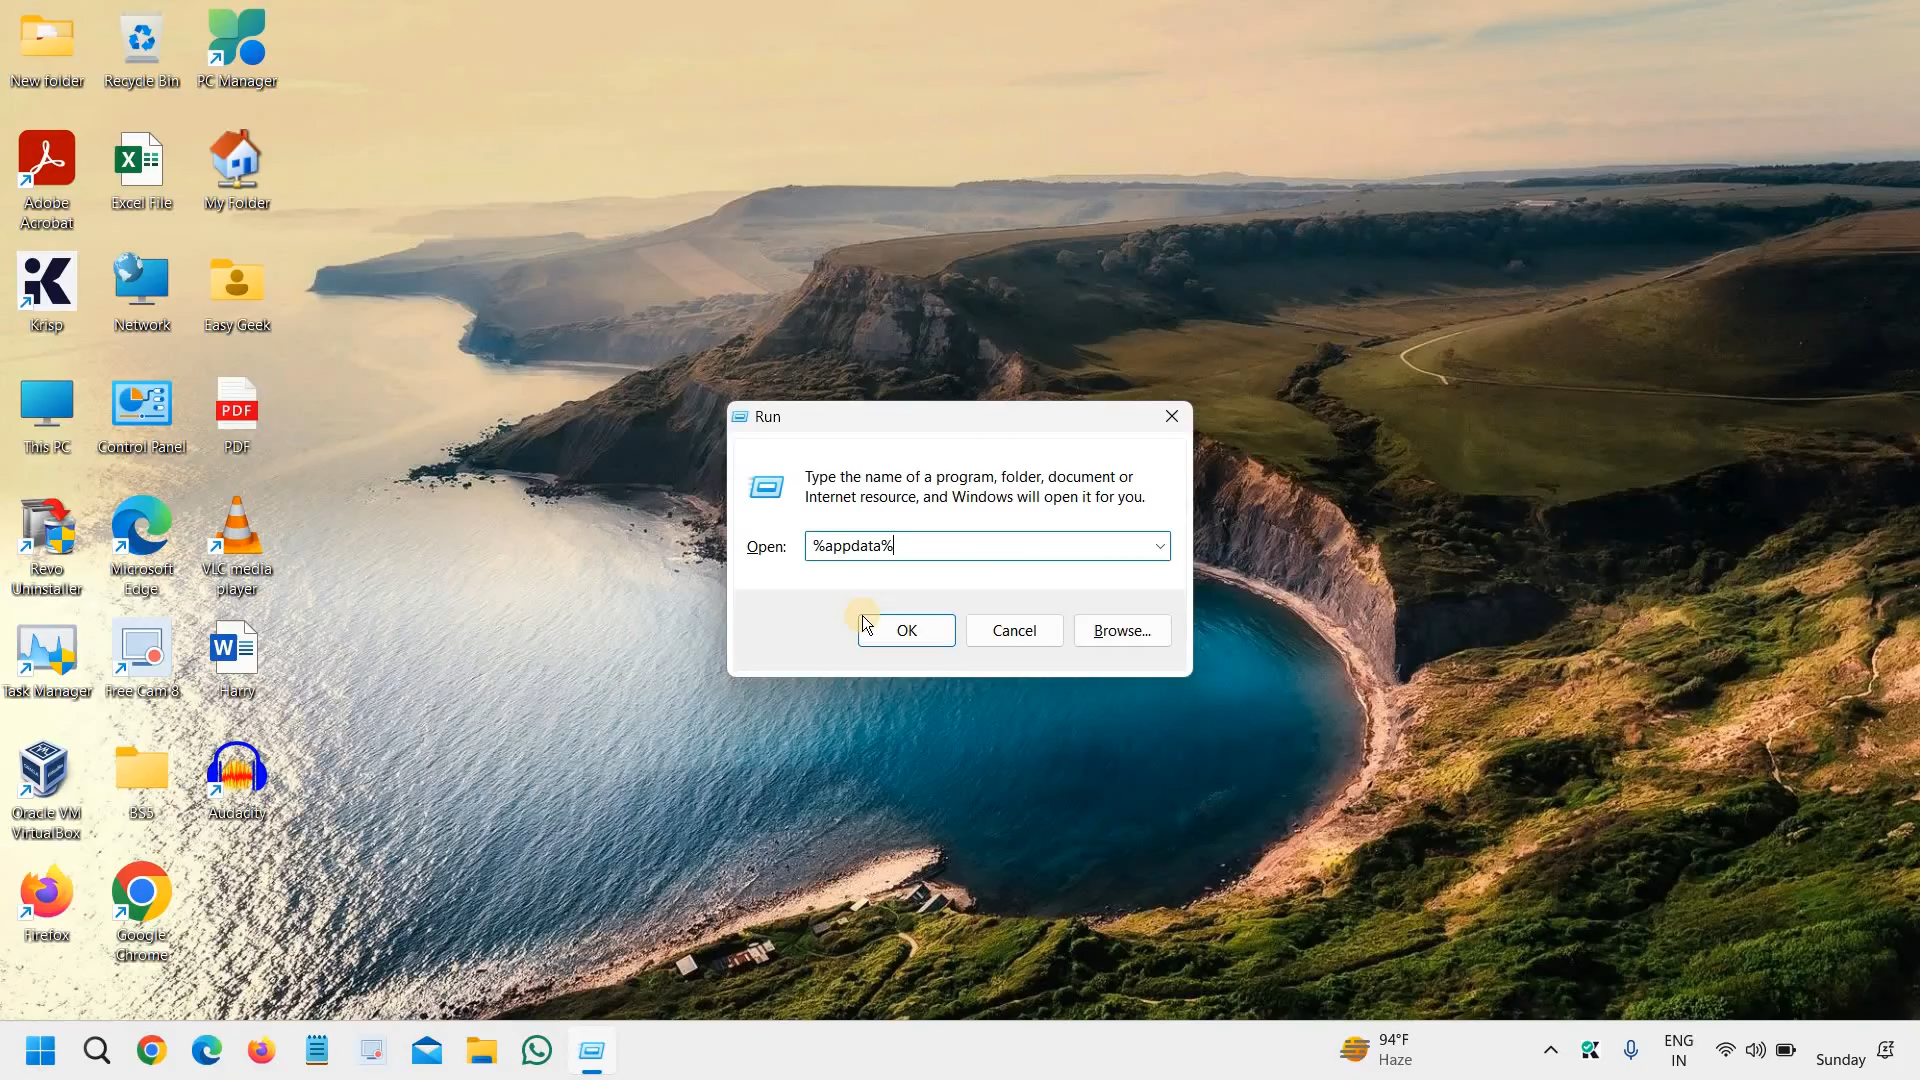 New folder
Recycle Bin
PC Manager
Adobe
Acrobat
Excel File
My Folder
Krisp
Network
Easy Geek
This PC
Control Panel
PDF
PDF
Revo
Uninstaller
Microsoft
Edge
VLC media
player
Task Manager
Free Cam 8
Harry
Oracle VM
VirtualBox
BS5
Audacity
Firefox
Google
Chrome
Run
Type the name of a program, folder, document or
Internet resource, and Windows will open it for you.
Open:
%appdata%
OK
Cancel
Browse...
94°F
Haze
ENG
IN
Sunday